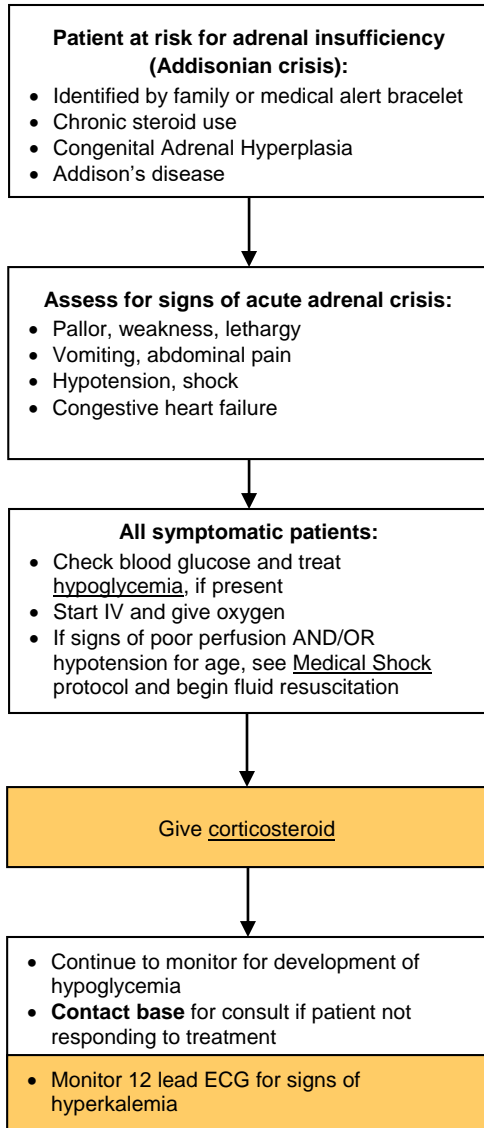 Patient at risk for adrenal insufficiency
(Addisonian crisis):
• Identified by family or medical alert bracelet
• Chronic steroid use
• Congenital Adrenal Hyperplasia
• Addison's disease
Assess for signs of acute adrenal crisis:
• Pallor, weakness, lethargy
• Vomiting, abdominal pain
• Hypotension, shock
• Congestive heart failure
All symptomatic patients:
• Check blood glucose and treat
hypoglycemia, if present
• Start IV and give oxygen
• If signs of poor perfusion AND/OR
hypotension for age, see Medical Shock
protocol and begin fluid resuscitation
Give corticosteroid
• Continue to monitor for development of
hypoglycemia
• Contact base for consult if patient not
responding to treatment
• Monitor 12 lead ECG for signs of
hyperkalemia